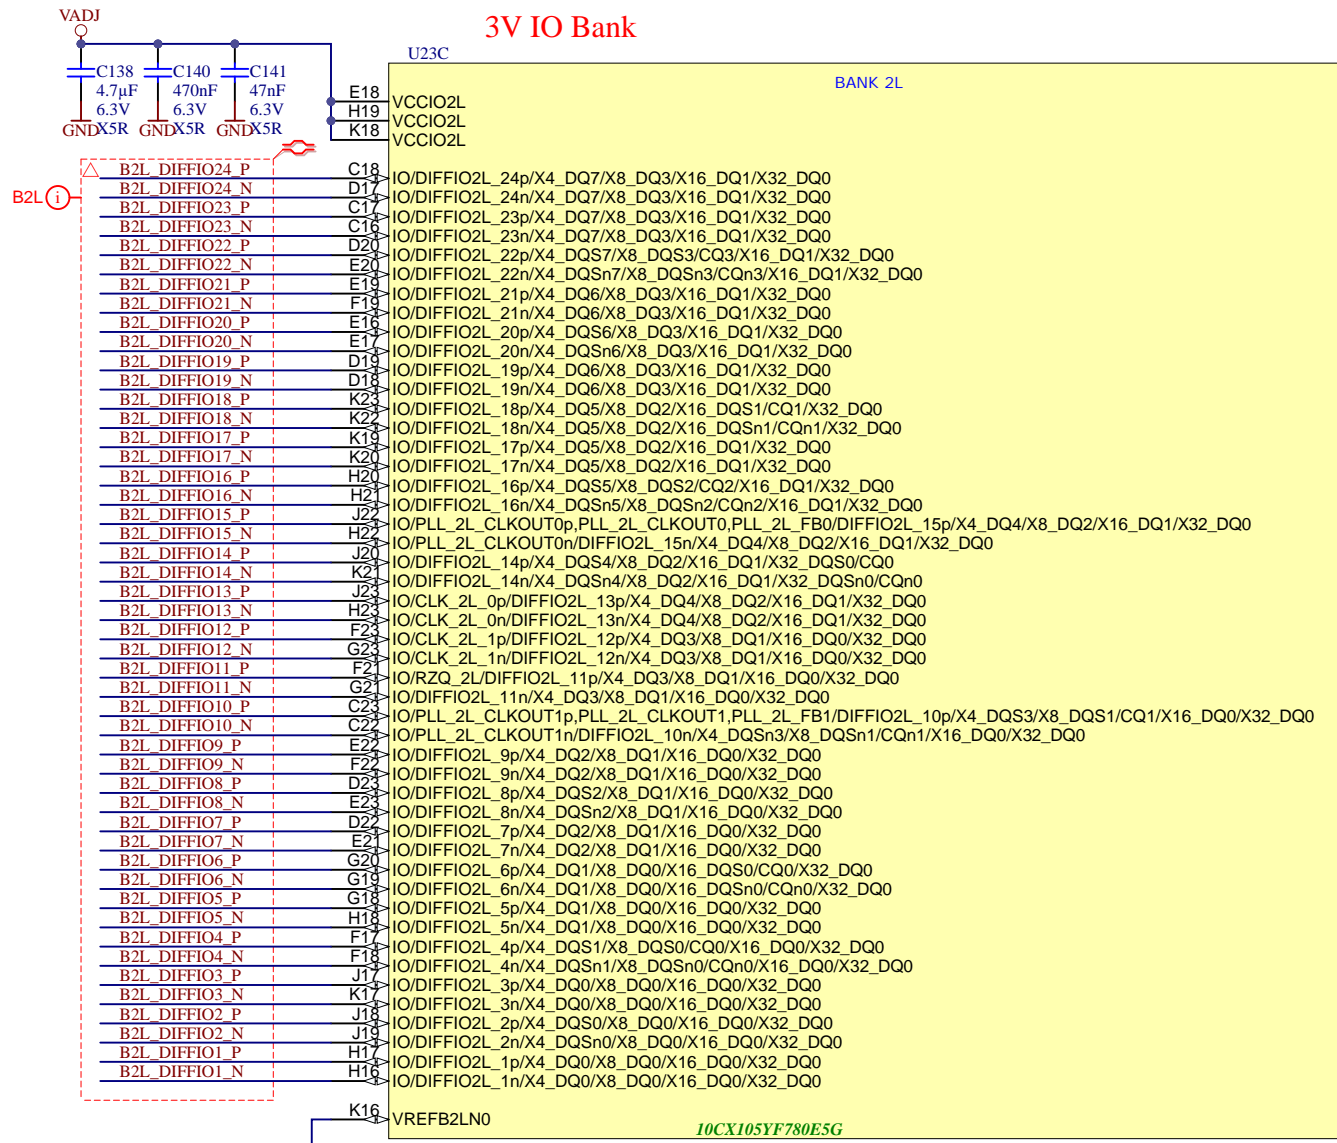 3V IO Bank
VADJ
C138
4.7µF
6.3V
X5R
GND
C140
470nF
6.3V
X5R
GND
C141
47nF
6.3V
X5R
GND
U23C
BANK 2L
E18 VCCIO2L
H19 VCCIO2L
K18 VCCIO2L
B2L i
B2L_DIFFIO24_P C18 IO/DIFFIO2L_24p/X4_DQ7/X8_DQ3/X16_DQ1/X32_DQ0
B2L_DIFFIO24_N D17 IO/DIFFIO2L_24n/X4_DQ7/X8_DQ3/X16_DQ1/X32_DQ0
B2L_DIFFIO23_P C17 IO/DIFFIO2L_23p/X4_DQ7/X8_DQ3/X16_DQ1/X32_DQ0
B2L_DIFFIO23_N C16 IO/DIFFIO2L_23n/X4_DQ7/X8_DQ3/X16_DQ1/X32_DQ0
B2L_DIFFIO22_P D20 IO/DIFFIO2L_22p/X4_DQS7/X8_DQS3/CQ3/X16_DQ1/X32_DQ0
B2L_DIFFIO22_N E20 IO/DIFFIO2L_22n/X4_DQSn7/X8_DQSn3/CQn3/X16_DQ1/X32_DQ0
B2L_DIFFIO21_P E19 IO/DIFFIO2L_21p/X4_DQ6/X8_DQ3/X16_DQ1/X32_DQ0
B2L_DIFFIO21_N F19 IO/DIFFIO2L_21n/X4_DQ6/X8_DQ3/X16_DQ1/X32_DQ0
B2L_DIFFIO20_P E16 IO/DIFFIO2L_20p/X4_DQS6/X8_DQ3/X16_DQ1/X32_DQ0
B2L_DIFFIO20_N E17 IO/DIFFIO2L_20n/X4_DQSn6/X8_DQ3/X16_DQ1/X32_DQ0
B2L_DIFFIO19_P D19 IO/DIFFIO2L_19p/X4_DQ6/X8_DQ3/X16_DQ1/X32_DQ0
B2L_DIFFIO19_N D18 IO/DIFFIO2L_19n/X4_DQ6/X8_DQ3/X16_DQ1/X32_DQ0
B2L_DIFFIO18_P K23 IO/DIFFIO2L_18p/X4_DQ5/X8_DQ2/X16_DQS1/CQ1/X32_DQ0
B2L_DIFFIO18_N K22 IO/DIFFIO2L_18n/X4_DQ5/X8_DQ2/X16_DQSn1/CQn1/X32_DQ0
B2L_DIFFIO17_P K19 IO/DIFFIO2L_17p/X4_DQ5/X8_DQ2/X16_DQ1/X32_DQ0
B2L_DIFFIO17_N K20 IO/DIFFIO2L_17n/X4_DQ5/X8_DQ2/X16_DQ1/X32_DQ0
B2L_DIFFIO16_P H20 IO/DIFFIO2L_16p/X4_DQS5/X8_DQS2/CQ2/X16_DQ1/X32_DQ0
B2L_DIFFIO16_N H21 IO/DIFFIO2L_16n/X4_DQSn5/X8_DQSn2/CQn2/X16_DQ1/X32_DQ0
B2L_DIFFIO15_P J22 IO/PLL_2L_CLKOUT0p,PLL_2L_CLKOUT0,PLL_2L_FB0/DIFFIO2L_15p/X4_DQ4/X8_DQ2/X16_DQ1/X32_DQ0
B2L_DIFFIO15_N H22 IO/PLL_2L_CLKOUT0n/DIFFIO2L_15n/X4_DQ4/X8_DQ2/X16_DQ1/X32_DQ0
B2L_DIFFIO14_P J20 IO/DIFFIO2L_14p/X4_DQS4/X8_DQ2/X16_DQ1/X32_DQS0/CQ0
B2L_DIFFIO14_N K21 IO/DIFFIO2L_14n/X4_DQSn4/X8_DQ2/X16_DQ1/X32_DQSn0/CQn0
B2L_DIFFIO13_P J23 IO/CLK_2L_0p/DIFFIO2L_13p/X4_DQ4/X8_DQ2/X16_DQ1/X32_DQ0
B2L_DIFFIO13_N H23 IO/CLK_2L_0n/DIFFIO2L_13n/X4_DQ4/X8_DQ2/X16_DQ1/X32_DQ0
B2L_DIFFIO12_P F23 IO/CLK_2L_1p/DIFFIO2L_12p/X4_DQ3/X8_DQ1/X16_DQ0/X32_DQ0
B2L_DIFFIO12_N G23 IO/CLK_2L_1n/DIFFIO2L_12n/X4_DQ3/X8_DQ1/X16_DQ0/X32_DQ0
B2L_DIFFIO11_P F21 IO/RZQ_2L/DIFFIO2L_11p/X4_DQ3/X8_DQ1/X16_DQ0/X32_DQ0
B2L_DIFFIO11_N G21 IO/DIFFIO2L_11n/X4_DQ3/X8_DQ1/X16_DQ0/X32_DQ0
B2L_DIFFIO10_P C23 IO/PLL_2L_CLKOUT1p,PLL_2L_CLKOUT1,PLL_2L_FB1/DIFFIO2L_10p/X4_DQS3/X8_DQS1/CQ1/X16_DQ0/X32_DQ0
B2L_DIFFIO10_N C22 IO/PLL_2L_CLKOUT1n/DIFFIO2L_10n/X4_DQSn3/X8_DQSn1/CQn1/X16_DQ0/X32_DQ0
B2L_DIFFIO9_P E22 IO/DIFFIO2L_9p/X4_DQ2/X8_DQ1/X16_DQ0/X32_DQ0
B2L_DIFFIO9_N F22 IO/DIFFIO2L_9n/X4_DQ2/X8_DQ1/X16_DQ0/X32_DQ0
B2L_DIFFIO8_P D23 IO/DIFFIO2L_8p/X4_DQS2/X8_DQ1/X16_DQ0/X32_DQ0
B2L_DIFFIO8_N E23 IO/DIFFIO2L_8n/X4_DQSn2/X8_DQ1/X16_DQ0/X32_DQ0
B2L_DIFFIO7_P D22 IO/DIFFIO2L_7p/X4_DQ2/X8_DQ1/X16_DQ0/X32_DQ0
B2L_DIFFIO7_N E21 IO/DIFFIO2L_7n/X4_DQ2/X8_DQ1/X16_DQ0/X32_DQ0
B2L_DIFFIO6_P G20 IO/DIFFIO2L_6p/X4_DQ1/X8_DQ0/X16_DQS0/CQ0/X32_DQ0
B2L_DIFFIO6_N G19 IO/DIFFIO2L_6n/X4_DQ1/X8_DQ0/X16_DQSn0/CQn0/X32_DQ0
B2L_DIFFIO5_P G18 IO/DIFFIO2L_5p/X4_DQ1/X8_DQ0/X16_DQ0/X32_DQ0
B2L_DIFFIO5_N H18 IO/DIFFIO2L_5n/X4_DQ1/X8_DQ0/X16_DQ0/X32_DQ0
B2L_DIFFIO4_P F17 IO/DIFFIO2L_4p/X4_DQS1/X8_DQS0/CQ0/X16_DQ0/X32_DQ0
B2L_DIFFIO4_N F18 IO/DIFFIO2L_4n/X4_DQSn1/X8_DQSn0/CQn0/X16_DQ0/X32_DQ0
B2L_DIFFIO3_P J17 IO/DIFFIO2L_3p/X4_DQ0/X8_DQ0/X16_DQ0/X32_DQ0
B2L_DIFFIO3_N K17 IO/DIFFIO2L_3n/X4_DQ0/X8_DQ0/X16_DQ0/X32_DQ0
B2L_DIFFIO2_P J18 IO/DIFFIO2L_2p/X4_DQS0/X8_DQ0/X16_DQ0/X32_DQ0
B2L_DIFFIO2_N J19 IO/DIFFIO2L_2n/X4_DQSn0/X8_DQ0/X16_DQ0/X32_DQ0
B2L_DIFFIO1_P H17 IO/DIFFIO2L_1p/X4_DQ0/X8_DQ0/X16_DQ0/X32_DQ0
B2L_DIFFIO1_N H16 IO/DIFFIO2L_1n/X4_DQ0/X8_DQ0/X16_DQ0/X32_DQ0
K16 VREFB2LN0
10CX105YF780E5G